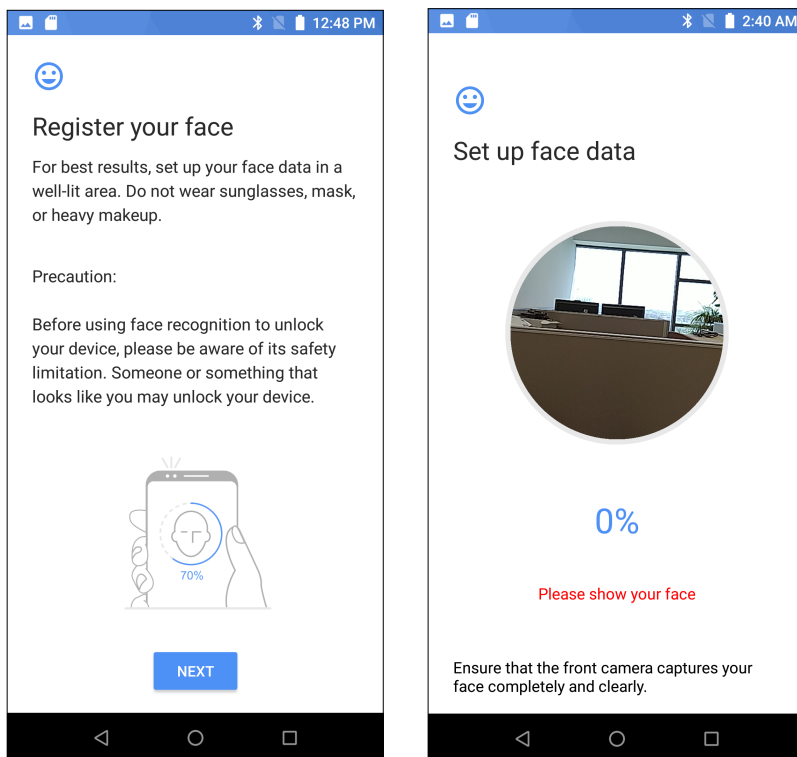 12:48 PM
Register your face
For best results, set up your face data in a
well-lit area. Do not wear sunglasses, mask,
or heavy makeup.
Precaution:
Before using face recognition to unlock
your device, please be aware of its safety
limitation. Someone or something that
looks like you may unlock your device.
70%
NEXT
2:40 AM
Set up face data
0%
Please show your face
Ensure that the front camera captures your
face completely and clearly.